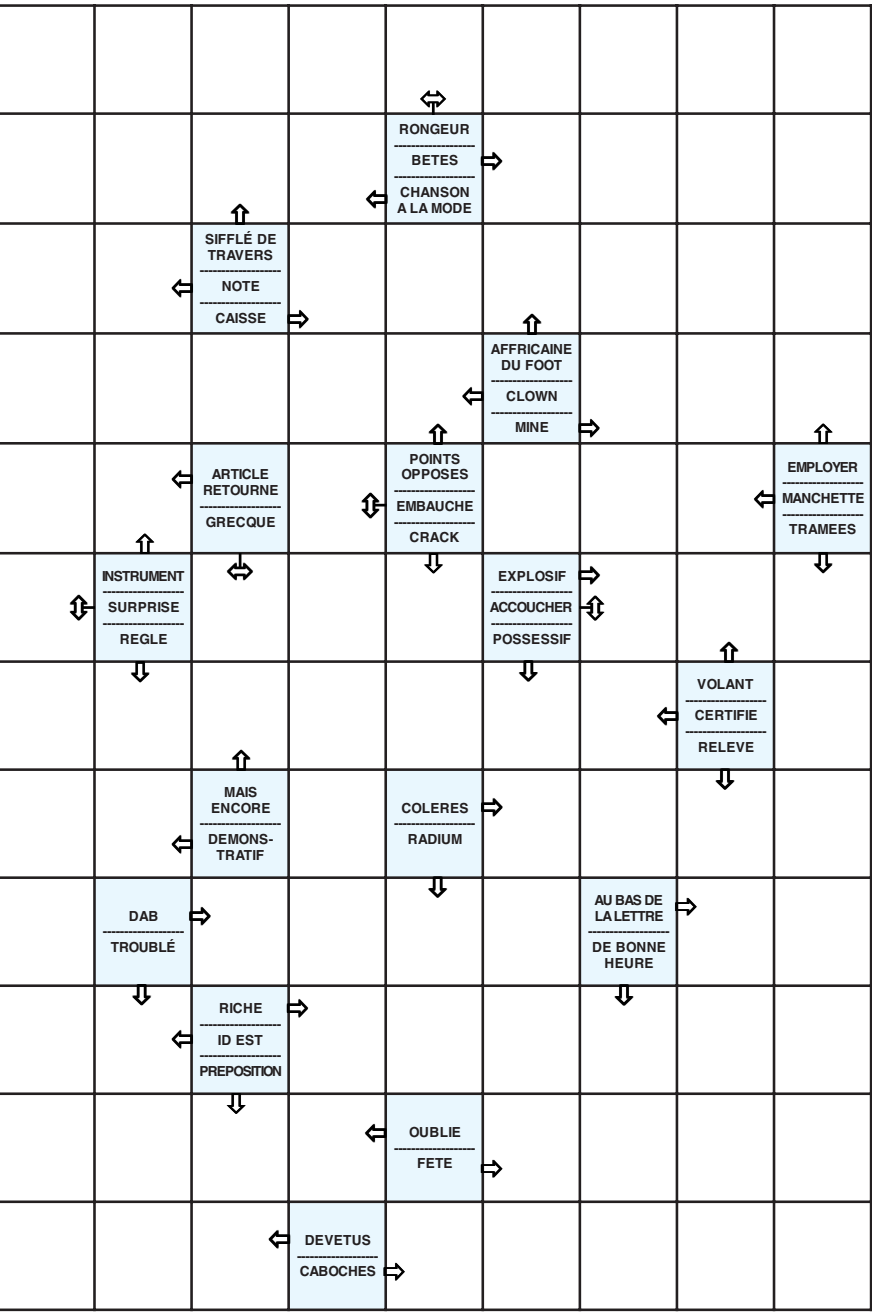 RONGEUR
BETES
CHANSON
A LA MODE
SIFFLÉ DE
TRAVERS
NOTE
CAISSE
AFFRICAINE
DU FOOT
CLOWN
MINE
ARTICLE
RETOURNE
GRECQUE
POINTS
OPPOSES
EMBAUCHE
CRACK
EMPLOYER
MANCHETTE
TRAMEES
INSTRUMENT
SURPRISE
REGLE
EXPLOSIF
ACCOUCHER
POSSESSIF
VOLANT
CERTIFIE
RELEVE
MAIS
ENCORE
DEMONS-
TRATIF
COLERES
RADIUM
DAB
TROUBLÉ
AU BAS DE
LA LETTRE
DE BONNE
HEURE
RICHE
ID EST
PREPOSITION
OUBLIE
FETE
DEVETUS
CABOCHES